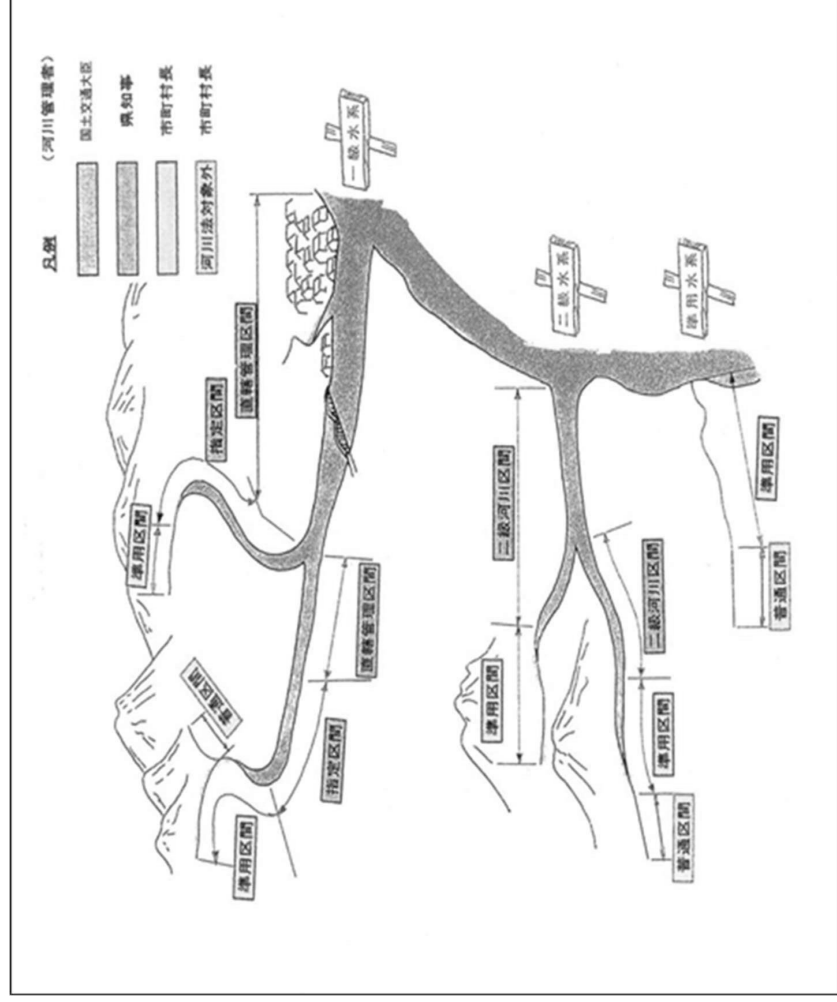 凡例　（河川管理者）
国土交通大臣
県知事
市町村長
河川法対象外　市町村長
一級水系
二級水系
準用水系
直轄管理区間
指定区間
準用区間
直轄管理区間
普通区間
指定区間
準用区間
二級河川区間
準用区間
二級河川区間
準用区間
普通区間
準用区間
普通区間